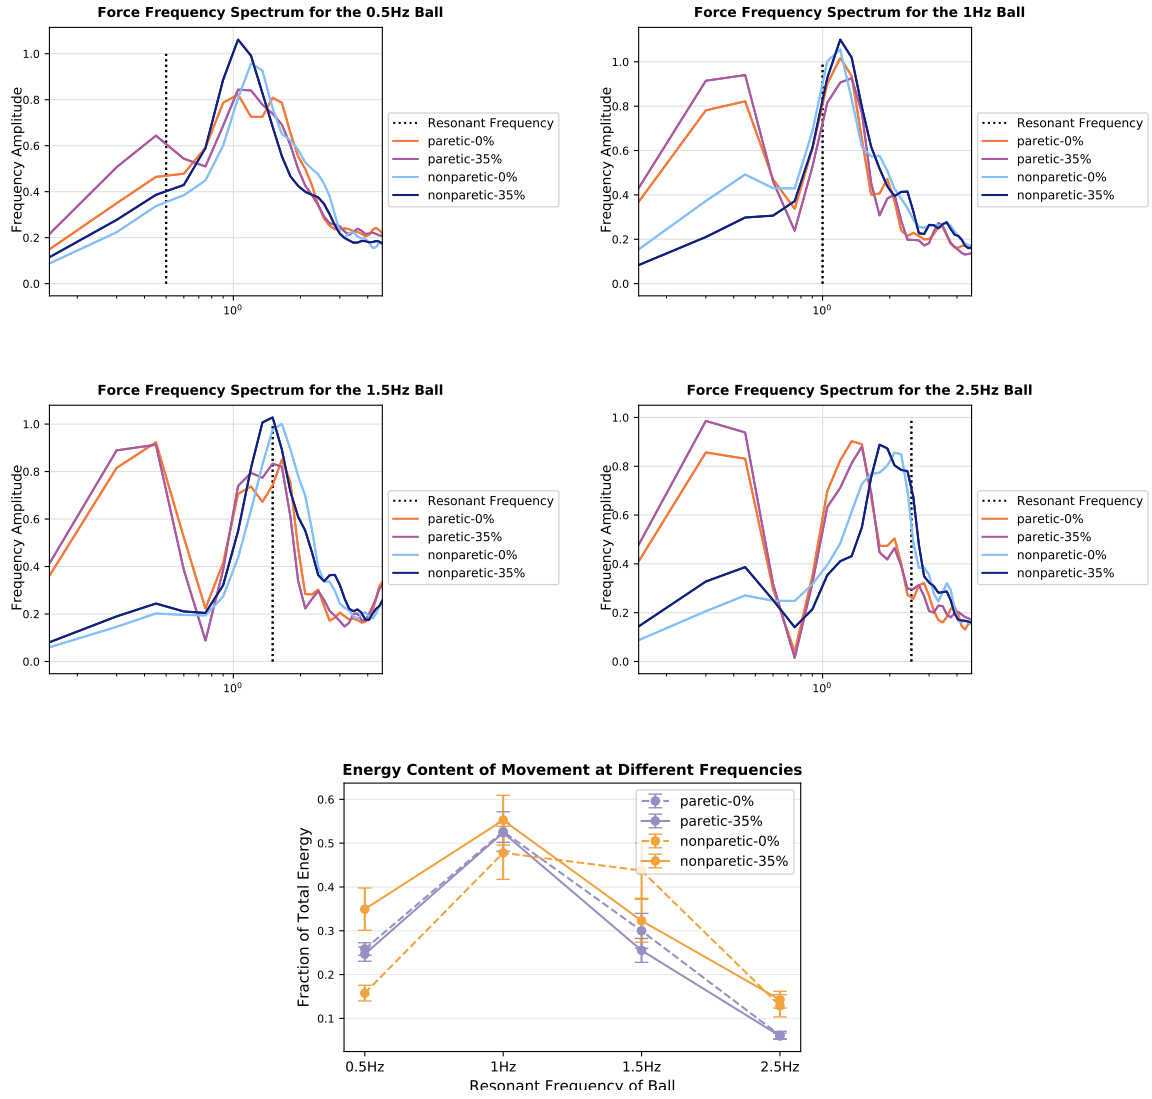 Force Frequency Spectrum for the 0.5Hz Ball
Frequency Amplitude
1.0
0.8
0.6
0.4
0.2
0.0
10⁰
Resonant Frequency
paretic-0%
paretic-35%
nonparetic-0%
nonparetic-35%
Force Frequency Spectrum for the 1Hz Ball
Frequency Amplitude
1.0
0.8
0.6
0.4
0.2
0.0
10⁰
Resonant Frequency
paretic-0%
paretic-35%
nonparetic-0%
nonparetic-35%
Force Frequency Spectrum for the 1.5Hz Ball
Frequency Amplitude
1.0
0.8
0.6
0.4
0.2
0.0
10⁰
Resonant Frequency
paretic-0%
paretic-35%
nonparetic-0%
nonparetic-35%
Force Frequency Spectrum for the 2.5Hz Ball
Frequency Amplitude
1.0
0.8
0.6
0.4
0.2
0.0
10⁰
Resonant Frequency
paretic-0%
paretic-35%
nonparetic-0%
nonparetic-35%
Energy Content of Movement at Different Frequencies
Fraction of Total Energy
0.6
0.5
0.4
0.3
0.2
0.1
paretic-0%
paretic-35%
nonparetic-0%
nonparetic-35%
0.5Hz
1Hz
1.5Hz
2.5Hz
Resonant Frequency of Ball